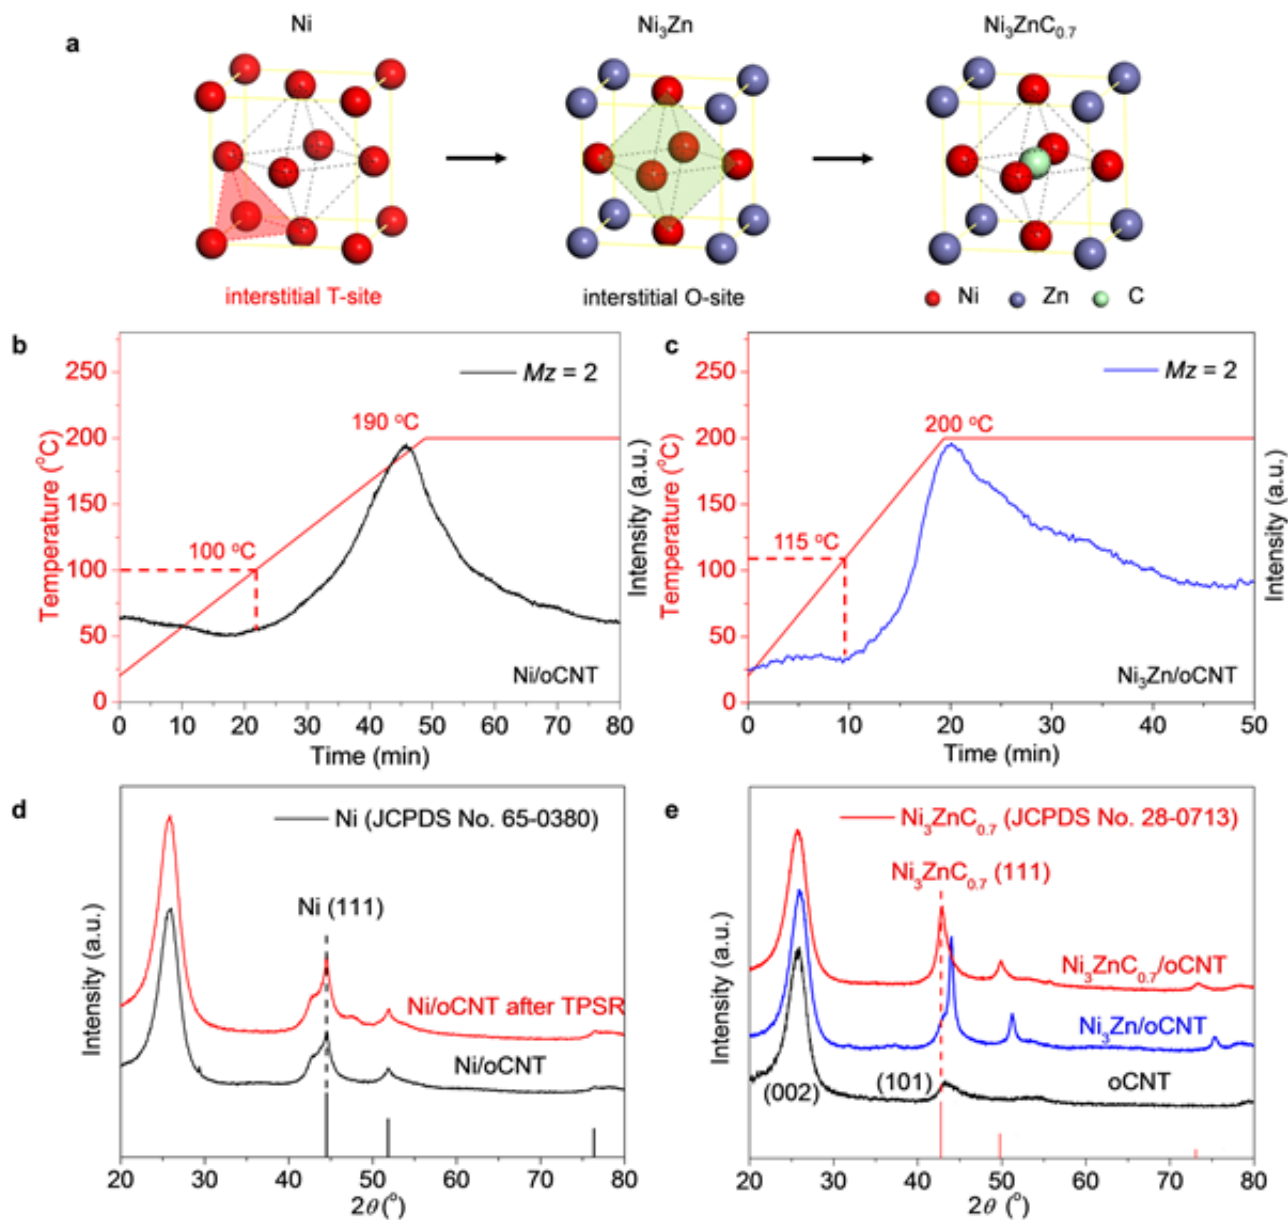 a
Ni
Ni₃Zn
Ni₃ZnC₀.₇
interstitial T-site
interstitial O-site
Ni
Zn
C
b
Mz = 2
190 °C
100 °C
Ni/oCNT
Temperature (°C)
250
200
150
100
50
0
0 10 20 30 40 50 60 70 80
Time (min)
Intensity (a.u.)
c
Mz = 2
200 °C
115 °C
Ni₃Zn/oCNT
Temperature (°C)
250
200
150
100
50
0
0 10 20 30 40 50
Time (min)
Intensity (a.u.)
d
Ni (JCPDS No. 65-0380)
Ni (111)
Ni/oCNT after TPSR
Ni/oCNT
Intensity (a.u.)
20 30 40 50 60 70 80
2θ (°)
e
Ni₃ZnC₀.₇ (JCPDS No. 28-0713)
Ni₃ZnC₀.₇ (111)
Ni₃ZnC₀.₇/oCNT
Ni₃Zn/oCNT
(101)
oCNT
(002)
Intensity (a.u.)
20 30 40 50 60 70 80
2θ (°)